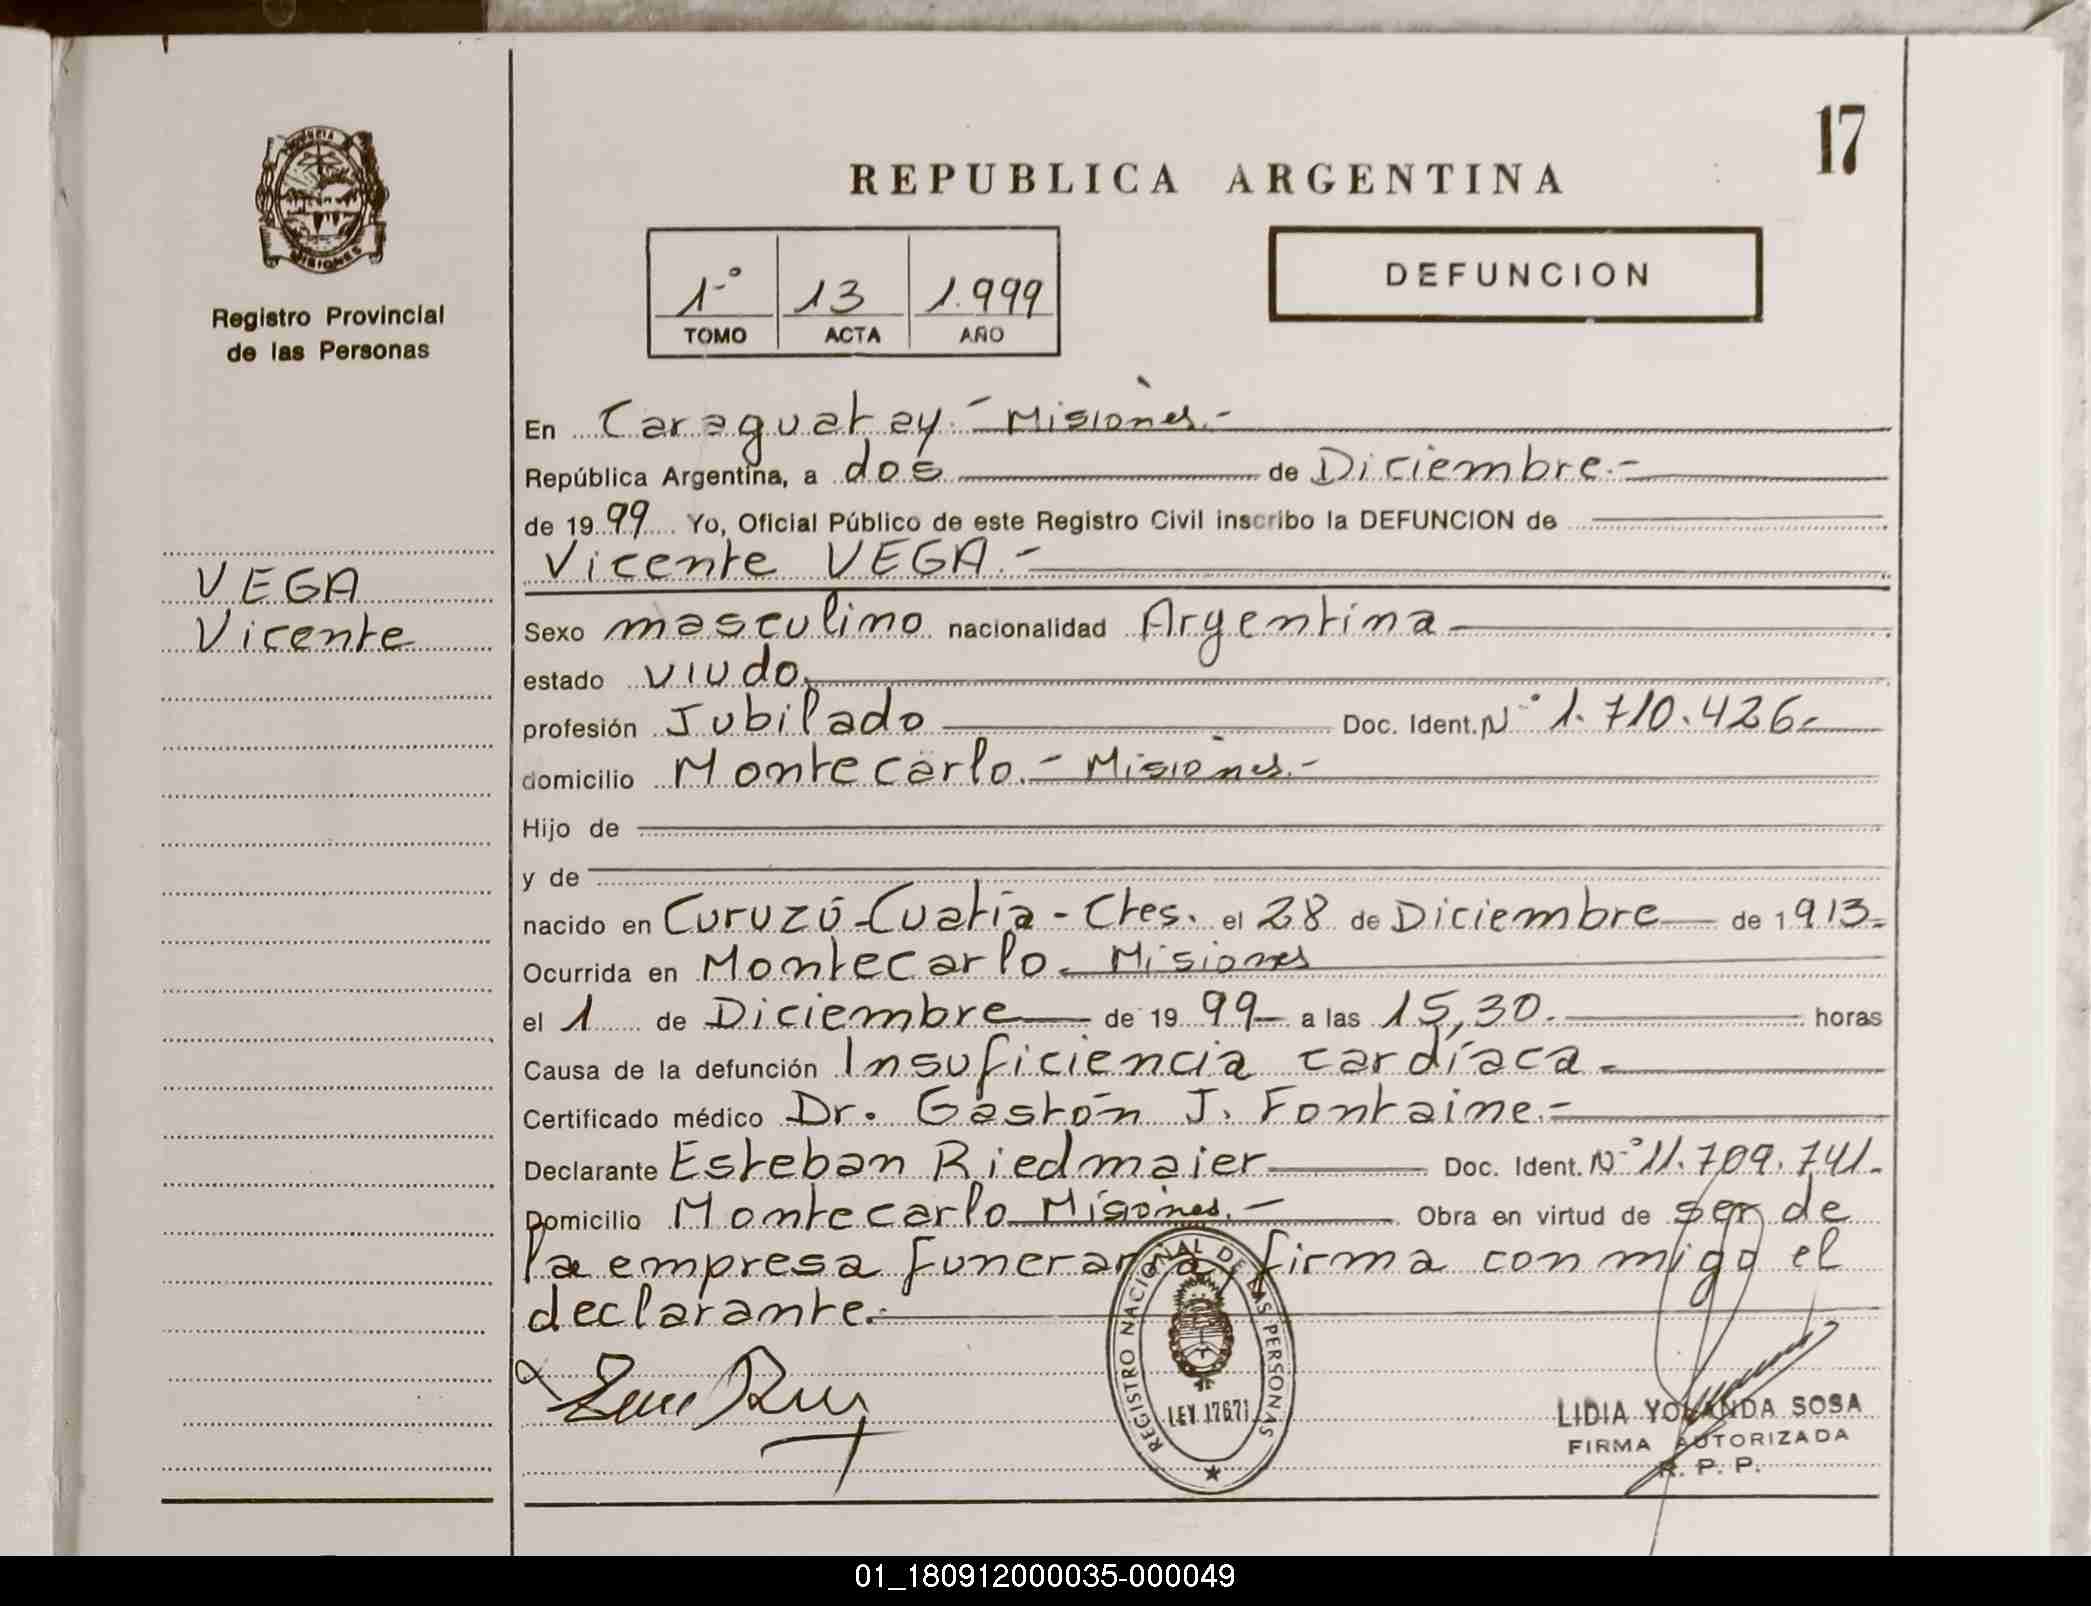 17
REPUBLICA ARGENTINA
PROVINCIA
MISIONES
Registro Provincial
de las Personas
1º 13 1.999
TOMO ACTA AÑO
DEFUNCION
En Caraguatay.- Misiones.-
República Argentina, a dos de Diciembre.-
de 1999 Yo, Oficial Público de este Registro Civil inscribo la DEFUNCION de
Vicente VEGA.-
VEGA
Vicente
Sexo masculino nacionalidad Argentina
estado viudo.
profesión Jubilado Doc. Ident. Nº 1.710.426.-
domicilio Montecarlo.- Misiones.-
Hijo de
y de
nacido en Curuzú-Cuatia - Ctes. el 28 de Diciembre de 1913.-
Ocurrida en Montecarlo. Misiones
el 1 de Diciembre de 1999 a las 15,30. horas
Causa de la defunción Insuficiencia cardíaca.-
Certificado médico Dr. Gastón J. Fontaine.-
Declarante Esteban Riedmaier Doc. Ident. Nº 11.709.741.
Domicilio Montecarlo Misiones.- Obra en virtud de ser de
la empresa funeraria, firma conmigo el
declarante.-
REGISTRO NACIONAL DE LAS PERSONAS
LEY 17671
LIDIA YOLANDA SOSA
FIRMA AUTORIZADA
R. P. P.
01_180912000035-000049